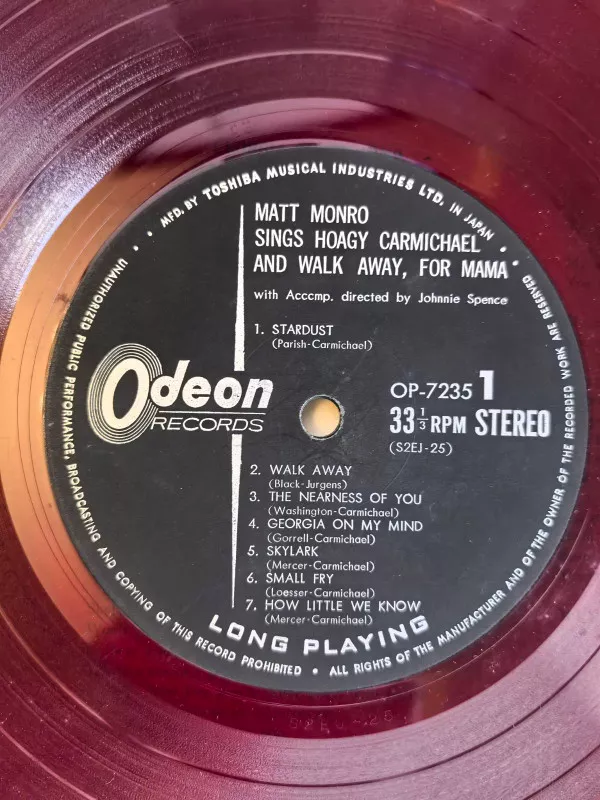 MFD. BY TOSHIBA MUSICAL INDUSTRIES LTD. IN JAPAN
MATT MONRO
SINGS HOAGY CARMICHAEL
AND WALK AWAY, FOR MAMA
with Acccmp. directed by Johnnie Spence
1. STARDUST
(Parish-Carmichael)
Odeon
RECORDS
OP-7235 1
33 1/3 RPM STEREO
(S2EJ-25)
2. WALK AWAY
(Black-Jurgens)
3. THE NEARNESS OF YOU
(Washington-Carmichael)
4. GEORGIA ON MY MIND
(Gorrell-Carmichael)
5. SKYLARK
(Mercer-Carmichael)
6. SMALL FRY
(Loesser-Carmichael)
7. HOW LITTLE WE KNOW
(Mercer-Carmichael)
LONG PLAYING
UNAUTHORIZED PUBLIC PERFORMANCE, BROADCASTING AND COPYING OF THIS RECORD PROHIBITED • ALL RIGHTS OF THE MANUFACTURER AND OF THE OWNER OF THE RECORDED WORK ARE RESERVED